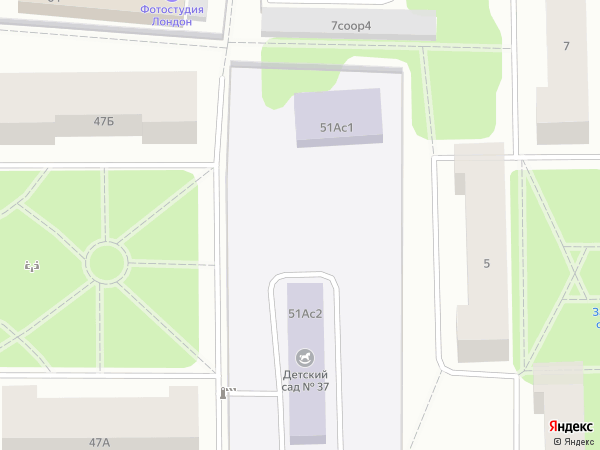 Фотостудия
Лондон
7соор4
7
47Б
51Ас1
5
51Ас2
Детский
сад № 37
47А
Яндекс
© Яндекс